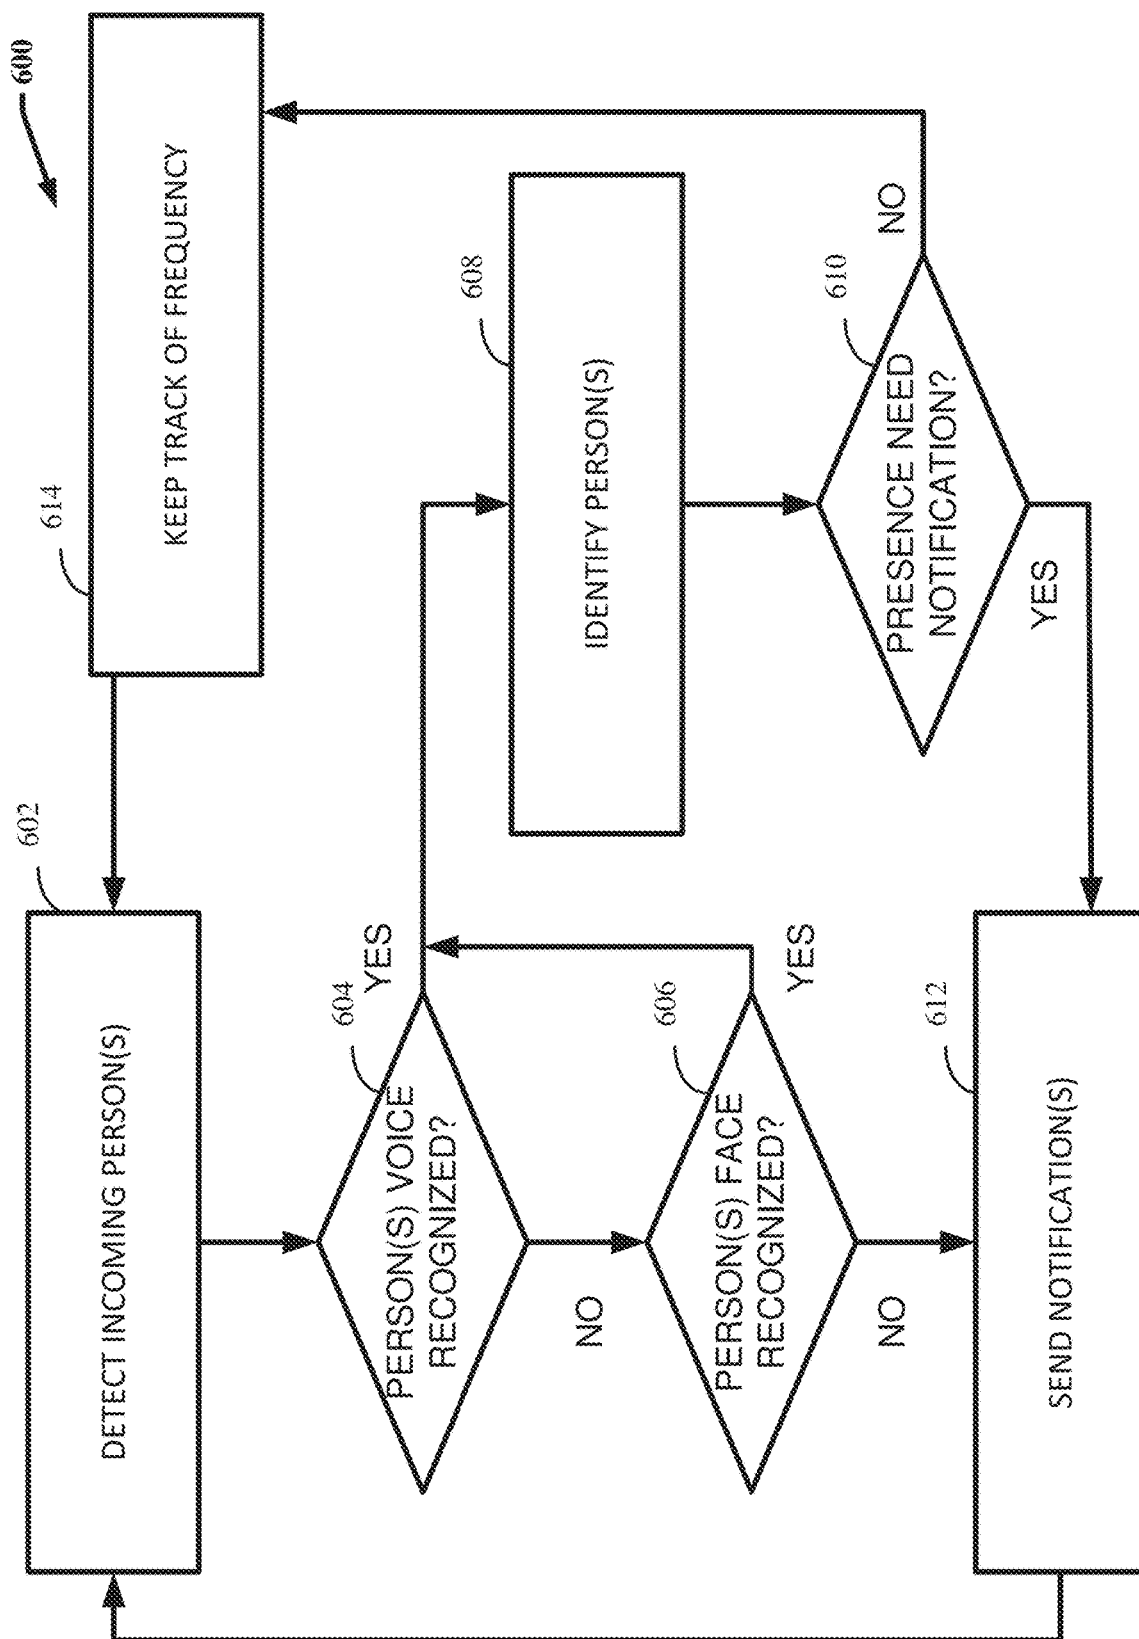 600
602
DETECT INCOMING PERSON(S)
614
KEEP TRACK OF FREQUENCY
604
PERSON(S) VOICE
RECOGNIZED?
YES
NO
606
PERSON(S) FACE
RECOGNIZED?
YES
NO
608
IDENTIFY PERSON(S)
610
PRESENCE NEED
NOTIFICATION?
NO
YES
612
SEND NOTIFICATION(S)